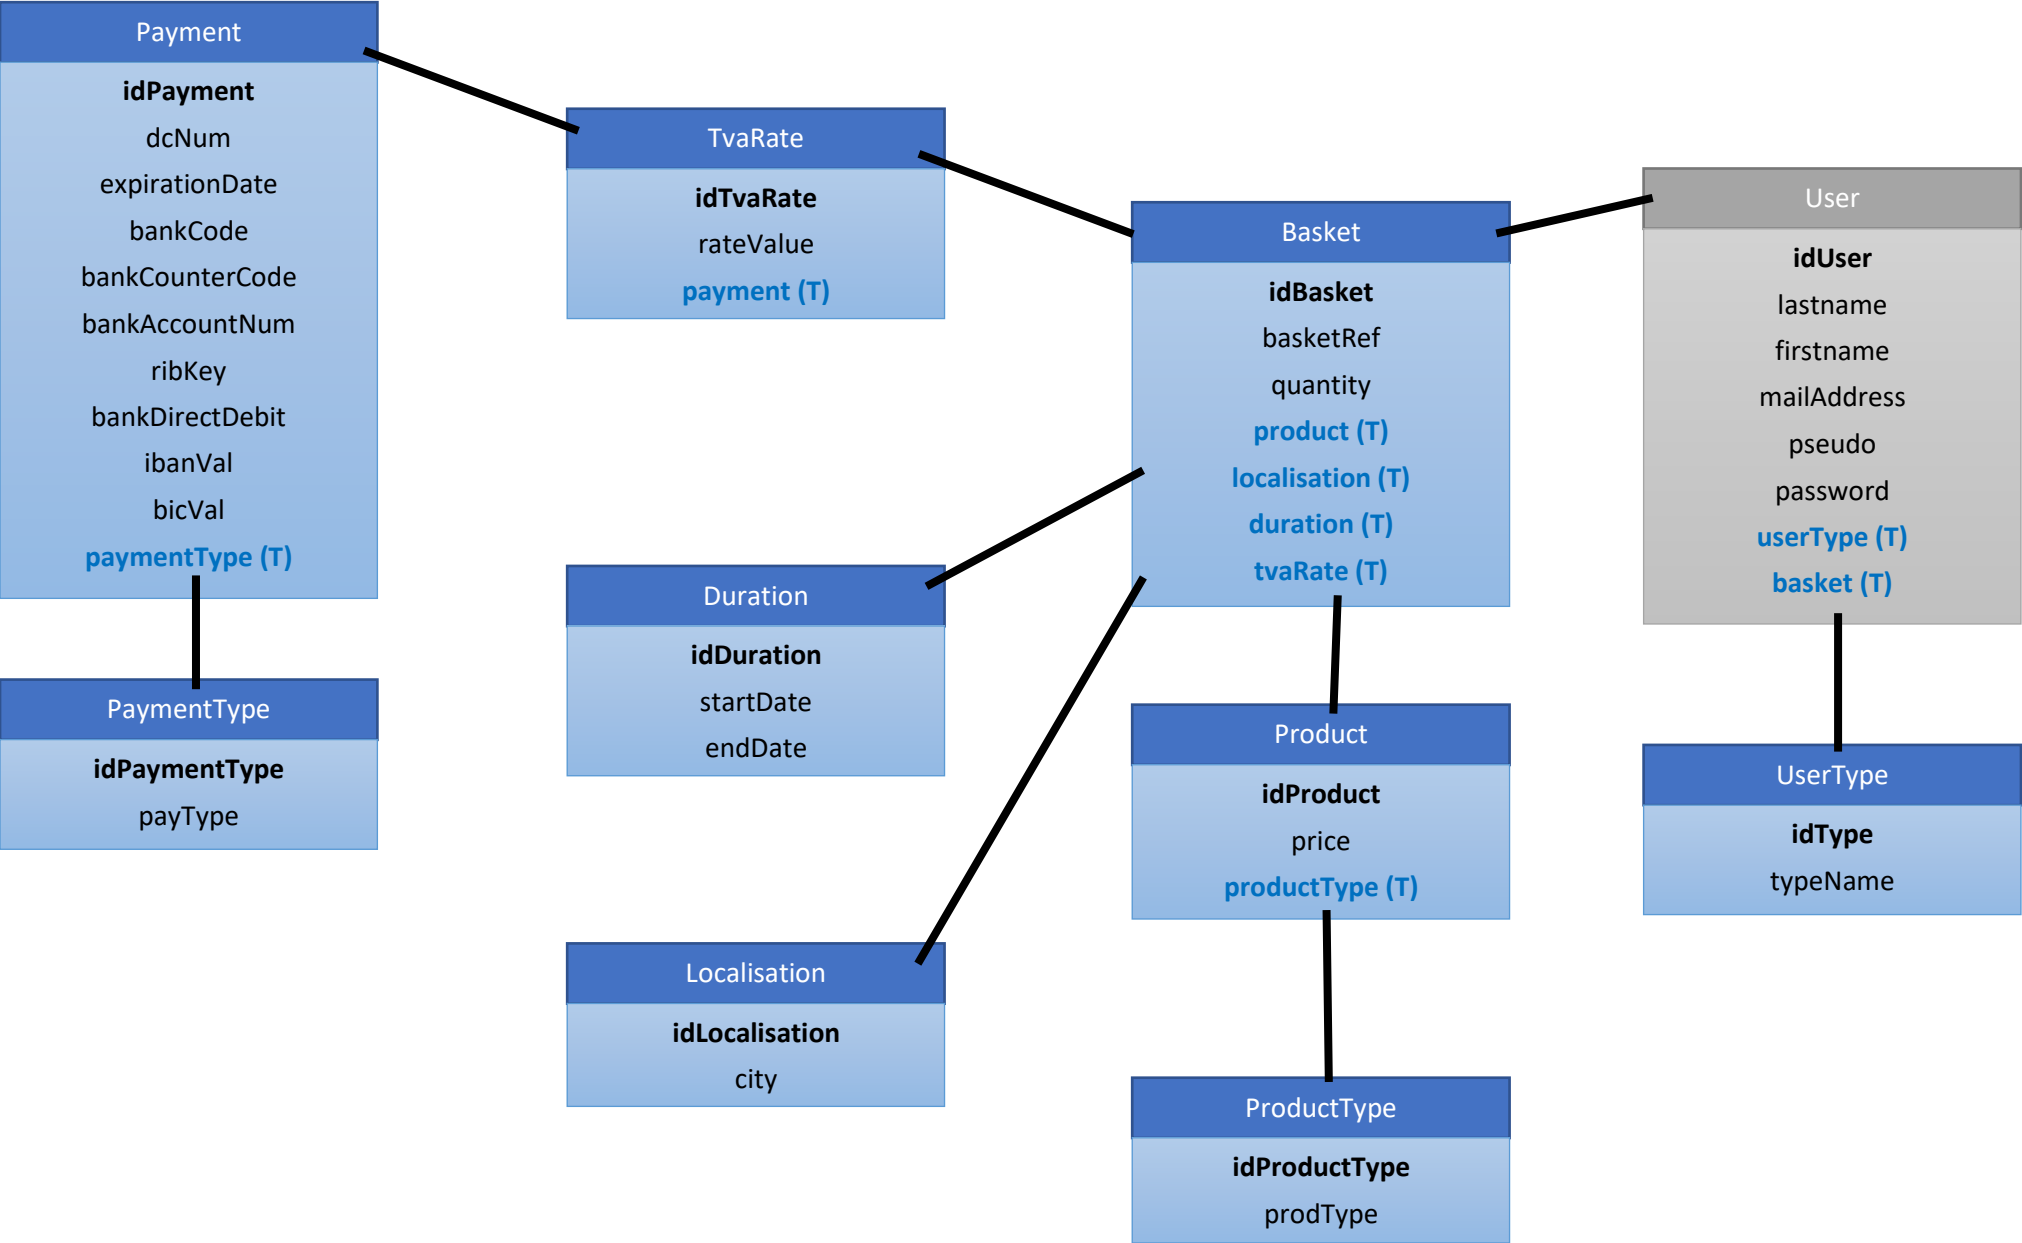 Payment
idPayment
dcNum
expirationDate
bankCode
bankCounterCode
bankAccountNum
ribKey
bankDirectDebit
ibanVal
bicVal
paymentType (T)
PaymentType
idPaymentType
payType
TvaRate
idTvaRate
rateValue
payment (T)
Duration
idDuration
startDate
endDate
Localisation
idLocalisation
city
Basket
idBasket
basketRef
quantity
product (T)
localisation (T)
duration (T)
tvaRate (T)
Product
idProduct
price
productType (T)
ProductType
idProductType
prodType
User
idUser
lastname
firstname
mailAddress
pseudo
password
userType (T)
basket (T)
UserType
idType
typeName